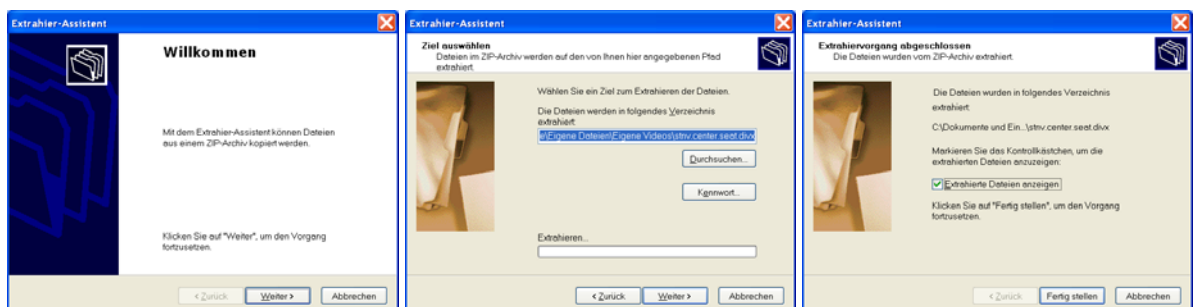 Extrahier-Assistent
Willkommen
Mit dem Extrahier-Assistent können Dateien
aus einem ZIP-Archiv kopiert werden.
Klicken Sie auf "Weiter", um den Vorgang
fortzusetzen.
< Zurück
Weiter >
Abbrechen
Extrahier-Assistent
Ziel auswählen
Dateien im ZIP-Archiv werden auf den von Ihnen hier angegebenen Pfad
extrahiert.
Wählen Sie ein Ziel zum Extrahieren der Dateien.
Die Dateien werden in folgendes Verzeichnis
extrahiert:
e\Eigene Dateien\Eigene Videos\stnv.center.seat.divx
Durchsuchen...
Kennwort...
Extrahieren...
< Zurück
Weiter >
Abbrechen
Extrahier-Assistent
Extrahiervorgang abgeschlossen
Die Dateien wurden vom ZIP-Archiv extrahiert.
Die Dateien wurden in folgendes Verzeichnis
extrahiert:
C:\Dokumente und Ein...\stnv.center.seat.divx
Markieren Sie das Kontrollkästchen, um die
extrahierten Dateien anzuzeigen:
Extrahierte Dateien anzeigen
Klicken Sie auf "Fertig stellen", um den Vorgang
fortzusetzen.
< Zurück
Fertig stellen
Abbrechen